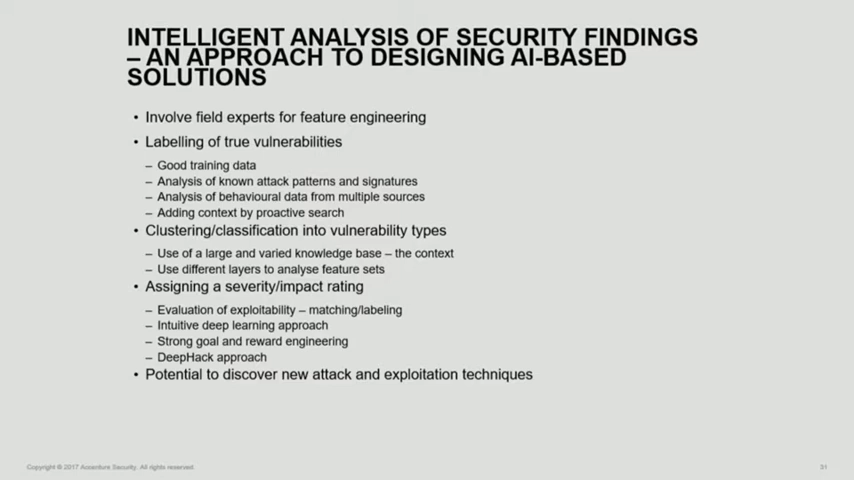 INTELLIGENT ANALYSIS OF SECURITY FINDINGS
– AN APPROACH TO DESIGNING AI-BASED
SOLUTIONS
• Involve field experts for feature engineering
• Labelling of true vulnerabilities
– Good training data
– Analysis of known attack patterns and signatures
– Analysis of behavioural data from multiple sources
– Adding context by proactive search
• Clustering/classification into vulnerability types
– Use of a large and varied knowledge base – the context
– Use different layers to analyse feature sets
• Assigning a severity/impact rating
– Evaluation of exploitability – matching/labeling
– Intuitive deep learning approach
– Strong goal and reward engineering
– DeepHack approach
• Potential to discover new attack and exploitation techniques
Copyright © 2017 Accenture Security. All rights reserved.
31